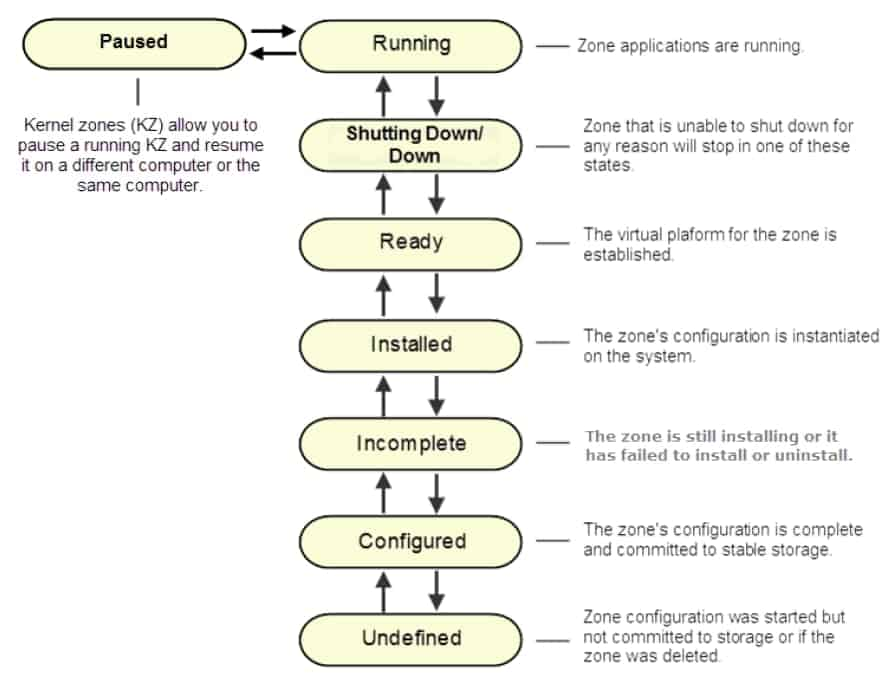 Paused
Running
Zone applications are running.
Kernel zones (KZ) allow you to
pause a running KZ and resume
it on a different computer or the
same computer.
Shutting Down/
Down
Zone that is unable to shut down for
any reason will stop in one of these
states.
Ready
The virtual plaform for the zone is
established.
Installed
The zone's configuration is instantiated
on the system.
Incomplete
The zone is still installing or it
has failed to install or uninstall.
Configured
The zone's configuration is complete
and committed to stable storage.
Undefined
Zone configuration was started but
not committed to storage or if the
zone was deleted.